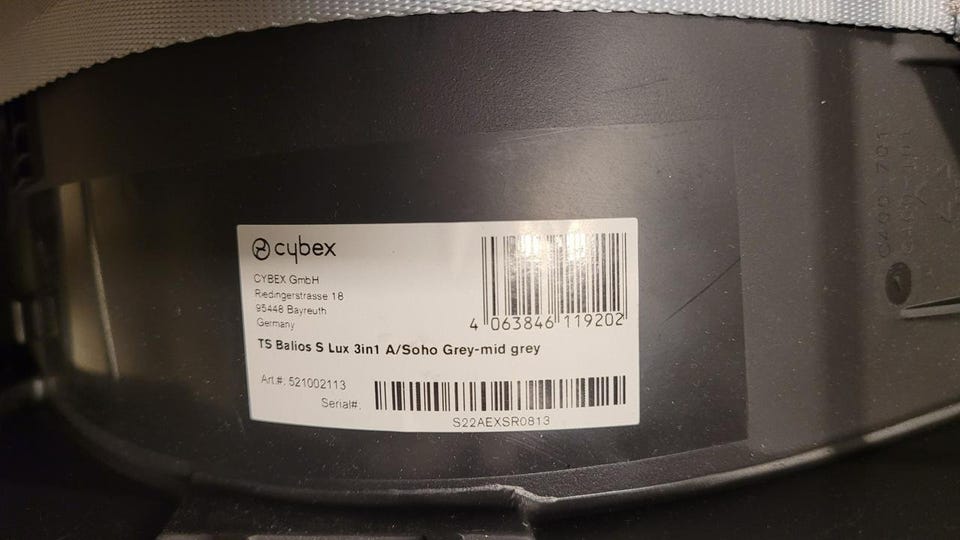 cybex
CYBEX GmbH
Riedingerstrasse 18
95448 Bayreuth
Germany
4 063846 119202
TS Balios S Lux 3in1 A/Soho Grey-mid grey
Art.#: 521002113
Serial#:
S22AEXSR0813